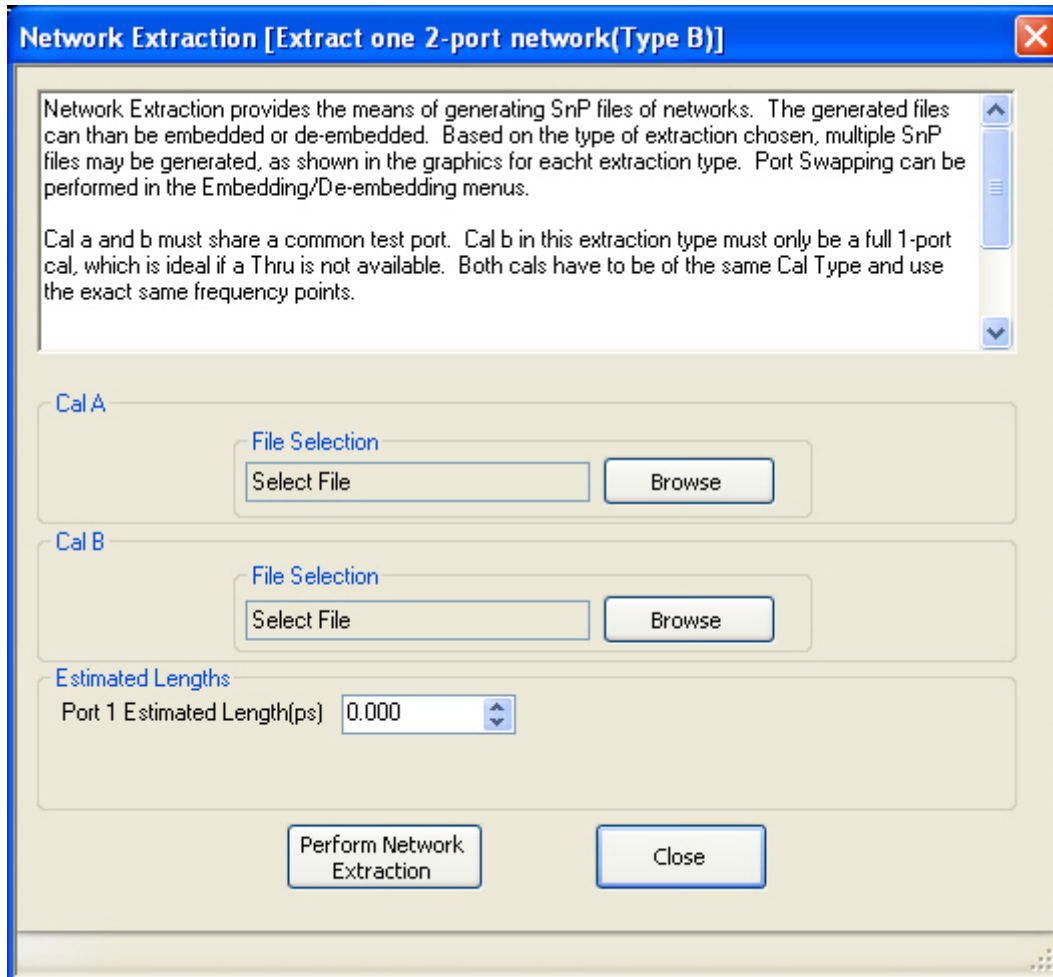 Network Extraction [Extract one 2-port network(Type B)]
Network Extraction provides the means of generating SnP files of networks.  The generated files
can than be embedded or de-embedded.  Based on the type of extraction chosen, multiple SnP
files may be generated, as shown in the graphics for eacht extraction type.  Port Swapping can be
performed in the Embedding/De-embedding menus.
Cal a and b must share a common test port.  Cal b in this extraction type must only be a full 1-port
cal, which is ideal if a Thru is not available.  Both cals have to be of the same Cal Type and use
the exact same frequency points.
Cal A
File Selection
Select File
Browse
Cal B
File Selection
Select File
Browse
Estimated Lengths
Port 1 Estimated Length(ps)
0.000
Perform Network
Extraction
Close